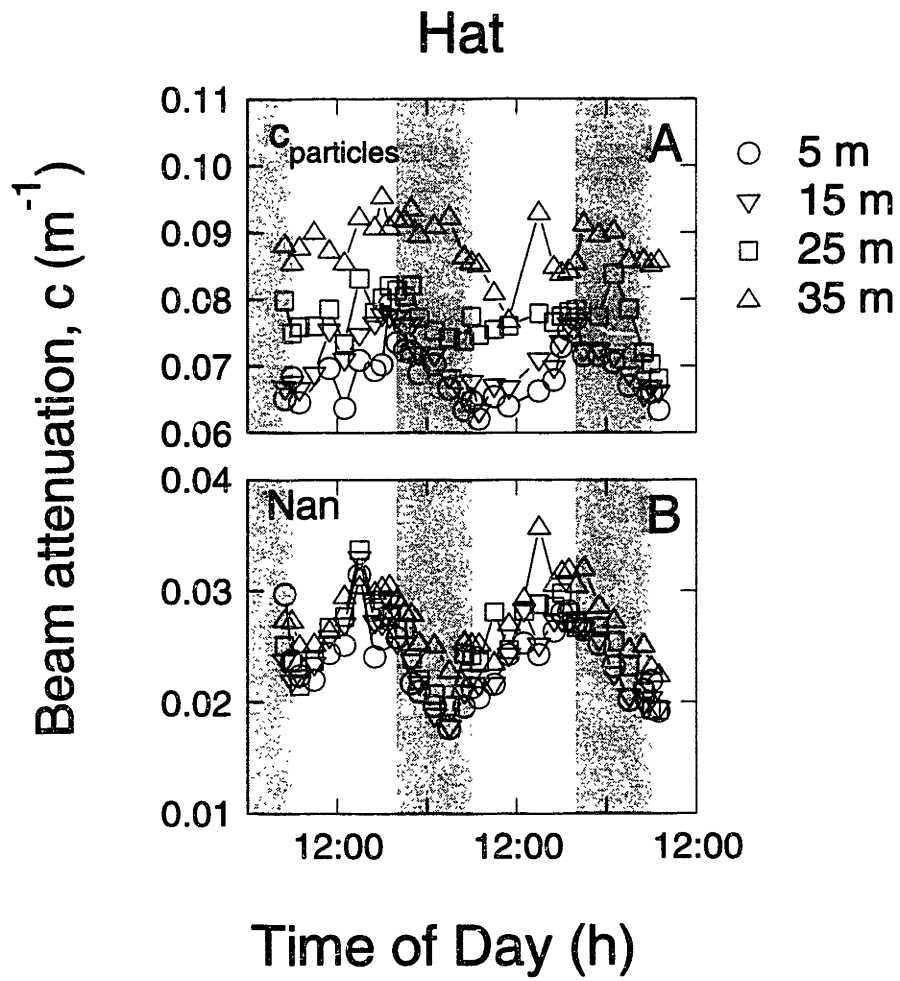 Hat
Beam attenuation, c (m-1)
0.11
0.10
0.09
0.08
0.07
0.06
cparticles
A
5 m
15 m
25 m
35 m
0.04
0.03
0.02
0.01
Nan
B
12:00 12:00 12:00
Time of Day (h)